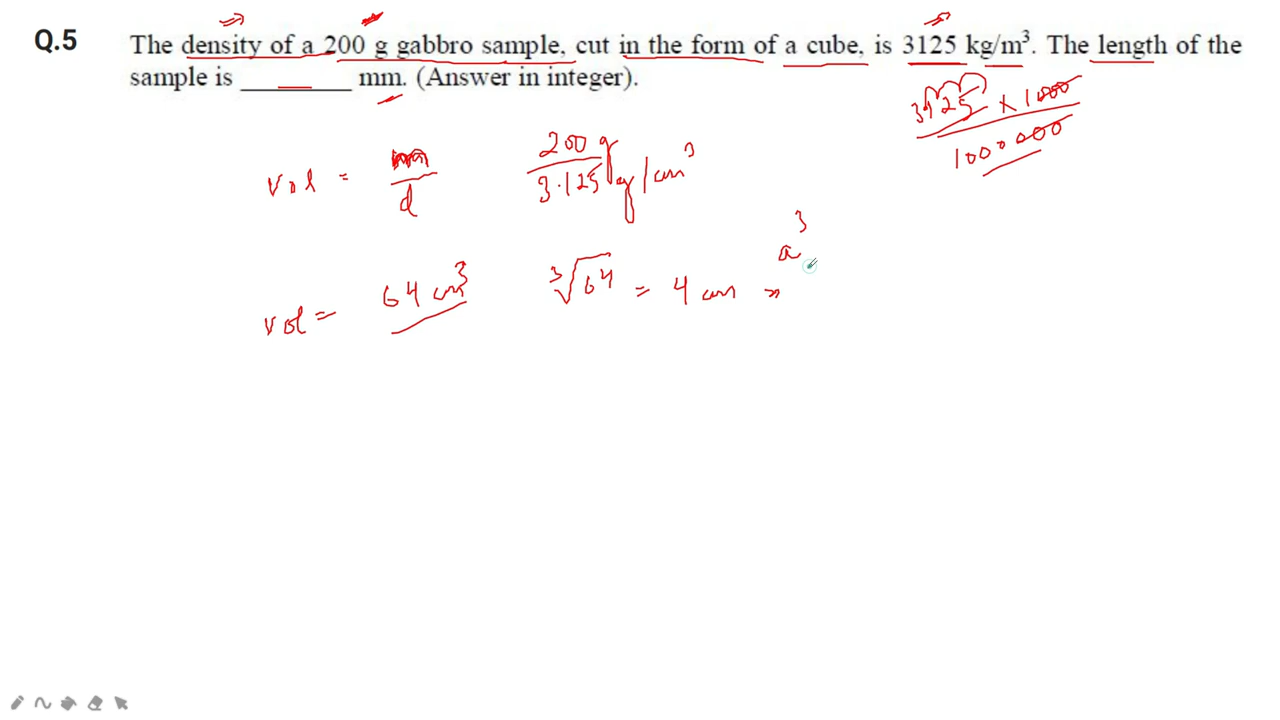 Q.5 The density of a 200 g gabbro sample, cut in the form of a cube, is 3125 kg/m³. The length of the
sample is ________ mm. (Answer in integer).
3125 x 1000
1000000
vol = m/d 200 g / 3.125 g/cm³
a³
vol = 64 cm³ ∛64 = 4 cm